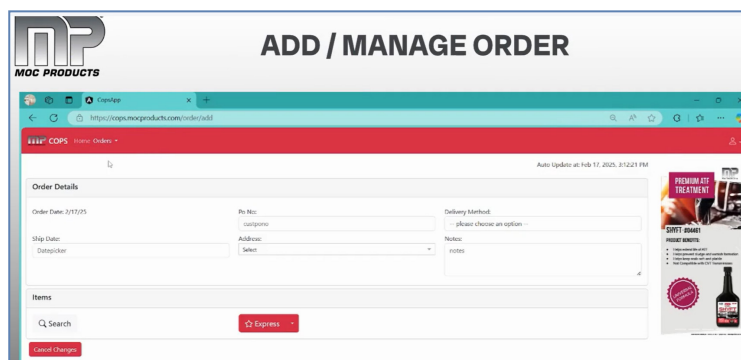 MP
MOC PRODUCTS
ADD / MANAGE ORDER
CopsApp
https://cops.mocproducts.com/order/add
COPS Home Orders
Auto Update at: Feb 17, 2025, 3:12:21 PM
Order Details
Order Date: 2/17/25
Po No:
custpono
Delivery Method:
-- please choose an option --
Ship Date:
Datepicker
Address:
Select
Notes:
notes
Items
Search
Express
Cancel Changes
PREMIUM ATF
TREATMENT
PRODUCT BENEFITS:
UNIVERSAL
FORMULA